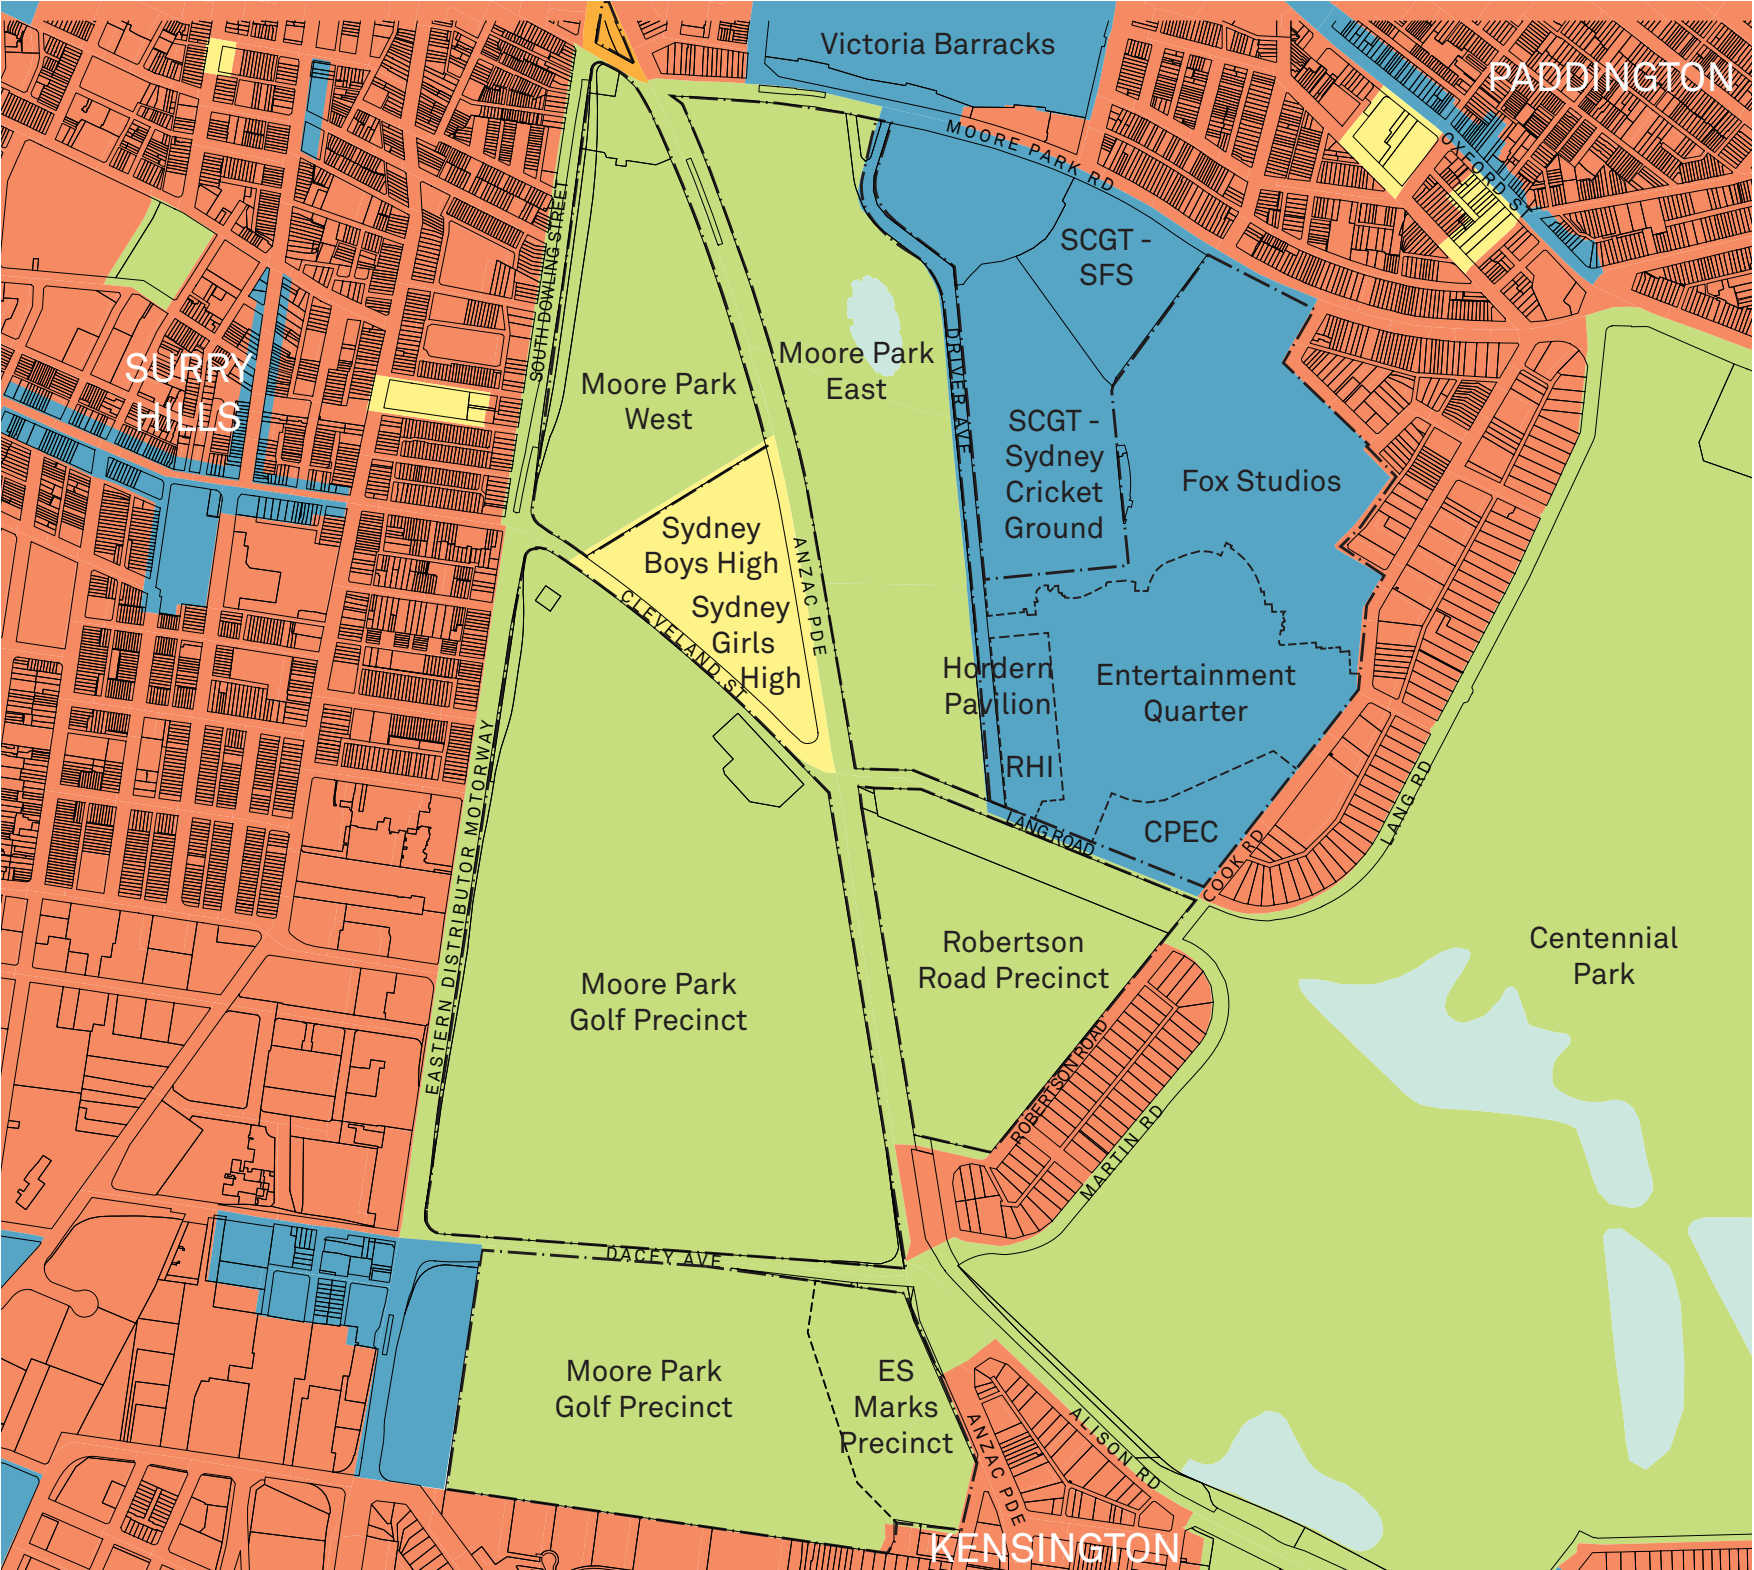 Victoria Barracks
PADDINGTON
MOORE PARK RD
OXFORD ST
SOUTH DOWLING STREET
SCGT -
SFS
SURRY
HILLS
Moore Park
West
Moore Park
East
DRIVER AVE
SCGT -
Sydney
Cricket
Ground
Fox Studios
Sydney
Boys High
Sydney
Girls
High
ANZAC PDE
CLEVELAND ST
Hordern
Pavilion
Entertainment
Quarter
RHI
CPEC
LANG ROAD
COOK RD
LANG RD
EASTERN DISTRIBUTOR MOTORWAY
Robertson
Road Precinct
Centennial
Park
Moore Park
Golf Precinct
ROBERTSON ROAD
MARTIN RD
DACEY AVE
Moore Park
Golf Precinct
ES
Marks
Precinct
ANZAC PDE
ALISON RD
KENSINGTON